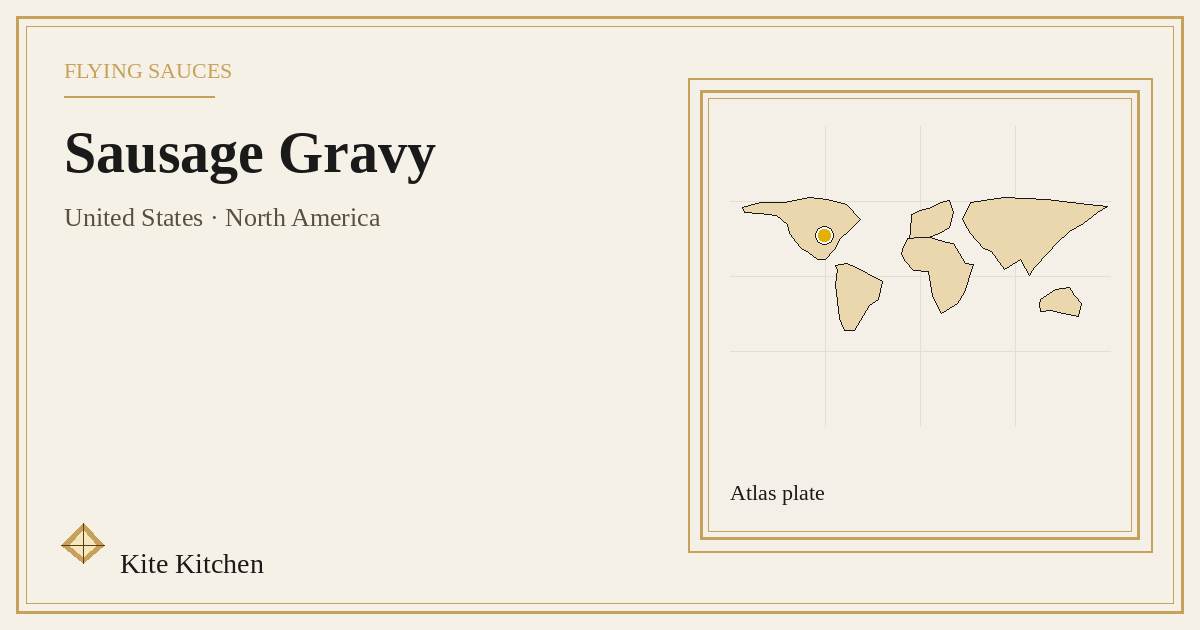 FLYING SAUCES
Sausage Gravy
United States · North America
Atlas plate
Kite Kitchen